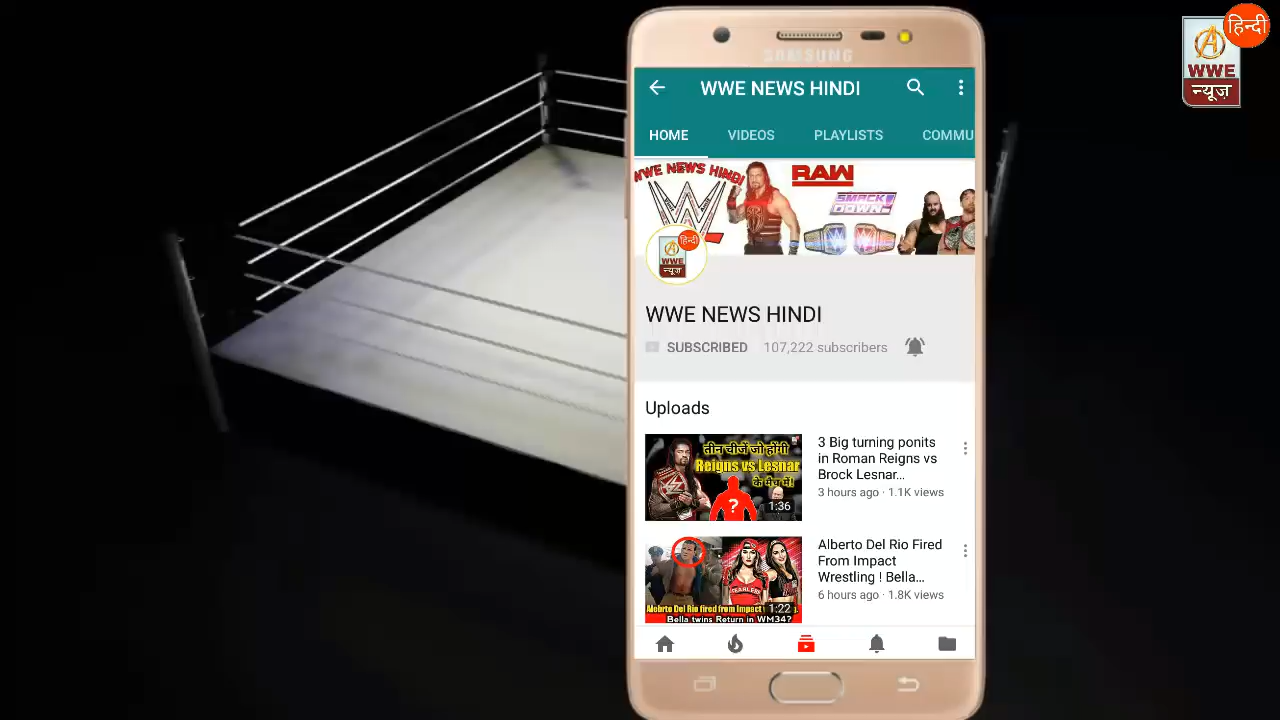 हिन्दी
WWE
न्यूज़
SAMSUNG
WWE NEWS HINDI
HOME VIDEOS PLAYLISTS COMMU
WWE NEWS HINDI
RAW
SMACK
DOWN!
हिन्दी
WWE
न्यूज़
WWE NEWS HINDI
SUBSCRIBED 107,222 subscribers
Uploads
तीन चीजें जो होंगी
Reigns vs Lesnar
के मैच में!
?
1:36
3 Big turning ponits
in Roman Reigns vs
Brock Lesnar...
3 hours ago · 1.1K views
FEARLESS
Alebrto Del Rio fired from Impact
1:22
Bella twins Return in WM34?
Alberto Del Rio Fired
From Impact
Wrestling ! Bella...
6 hours ago · 1.8K views